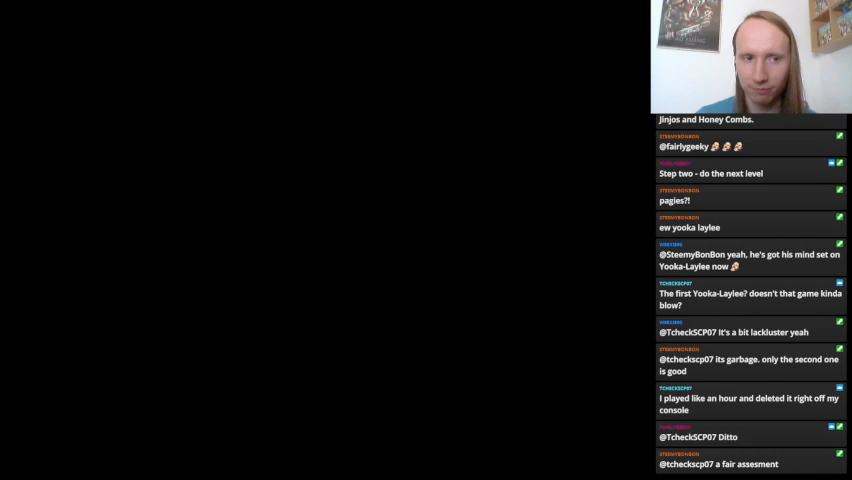 Jinjos and Honey Combs.
STEEMYBONBON
@fairlygeeky
Step two - do the next level
STEEMYBONBON
pagies?!
STEEMYBONBON
ew yooka laylee
@SteemyBonBon yeah, he's got his mind set on
Yooka-Laylee now
TCHECKSCP07
The first Yooka-Laylee? doesn't that game kinda
blow?
@TcheckSCP07 It's a bit lackluster yeah
STEEMYBONBON
@tcheckscp07 its garbage. only the second one
is good
TCHECKSCP07
I played like an hour and deleted it right off my
console
@TcheckSCP07 Ditto
STEEMYBONBON
@tcheckscp07 a fair assesment